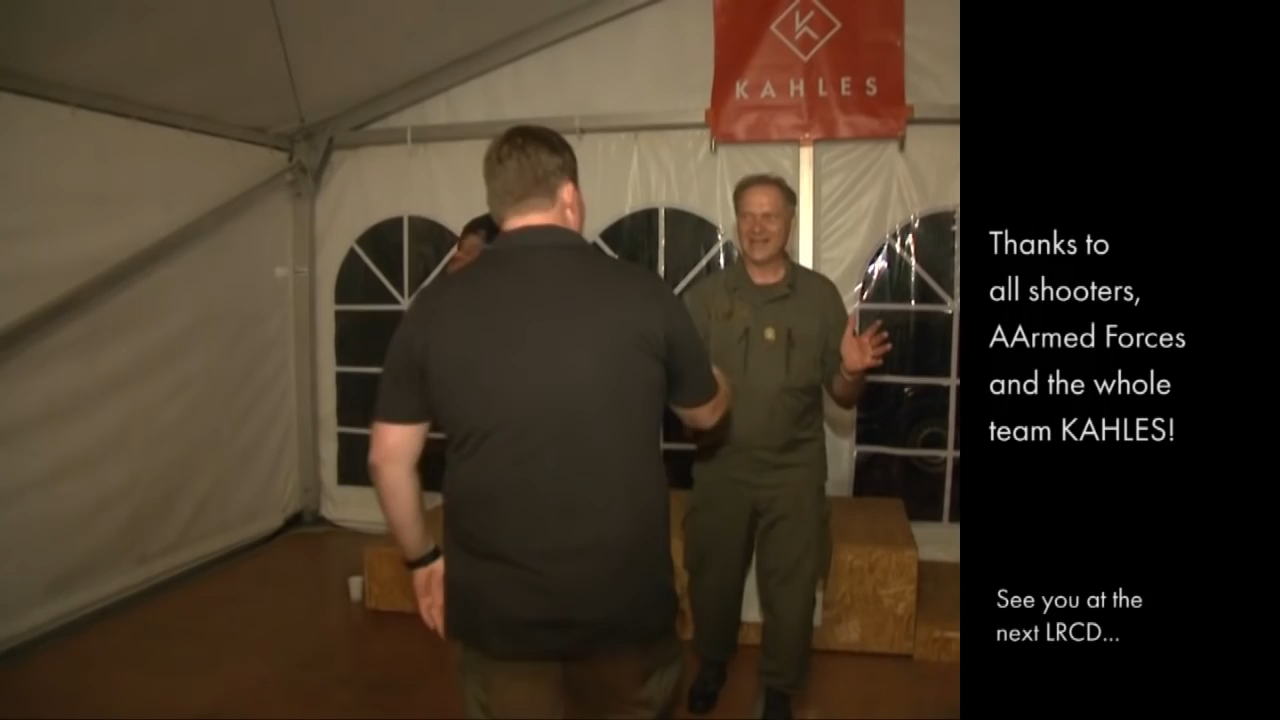 KAHLES
Thanks to
all shooters,
AArmed Forces
and the whole
team KAHLES!
See you at the
next LRCD...